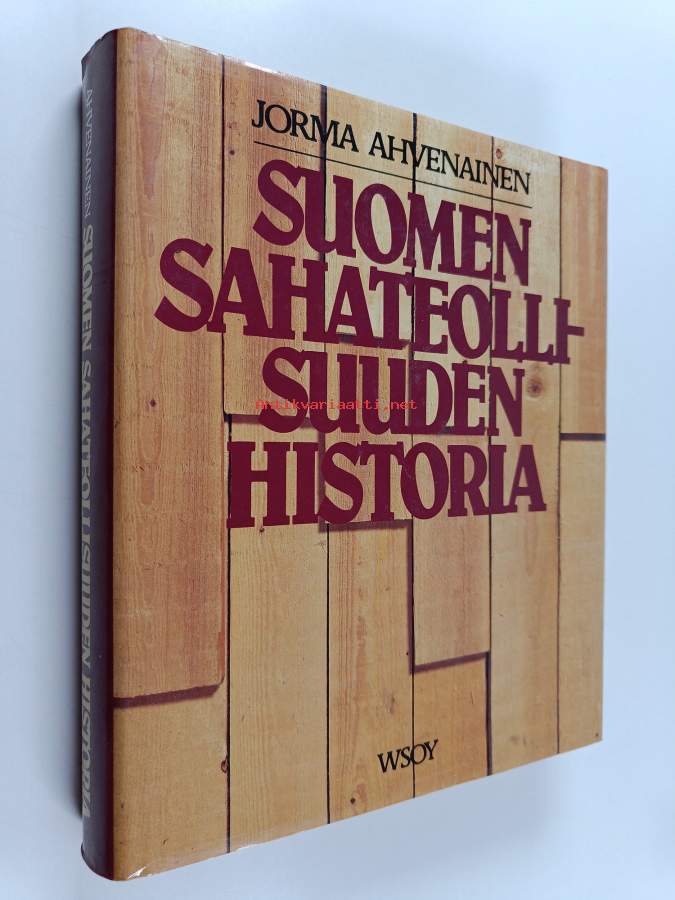 JORMA AHVENAINEN
SUOMEN
SAHATEOLLI-
SUUDEN
HISTORIA
WSOY
AHVENAINEN SUOMEN SAHATEOLLISUUDEN HISTORIA
antikvariaatti.net